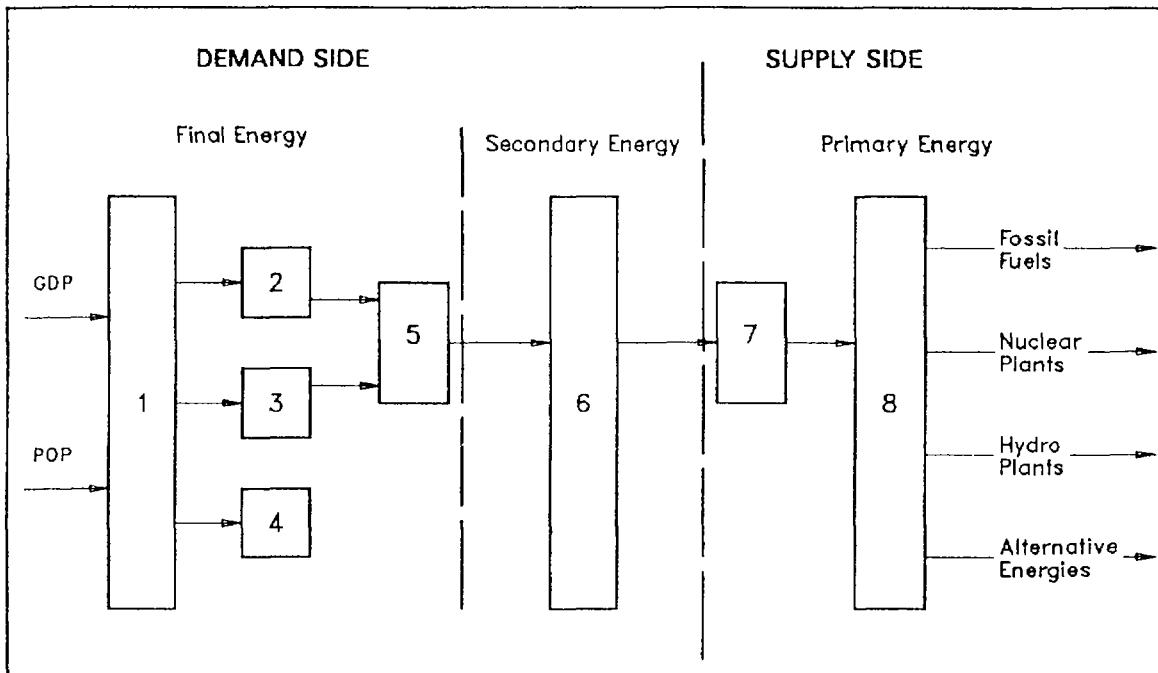 DEMAND SIDE
SUPPLY SIDE
Final Energy
Secondary Energy
Primary Energy
GDP
POP
1
2
3
4
5
6
7
8
Fossil
Fuels
Nuclear
Plants
Hydro
Plants
Alternative
Energies